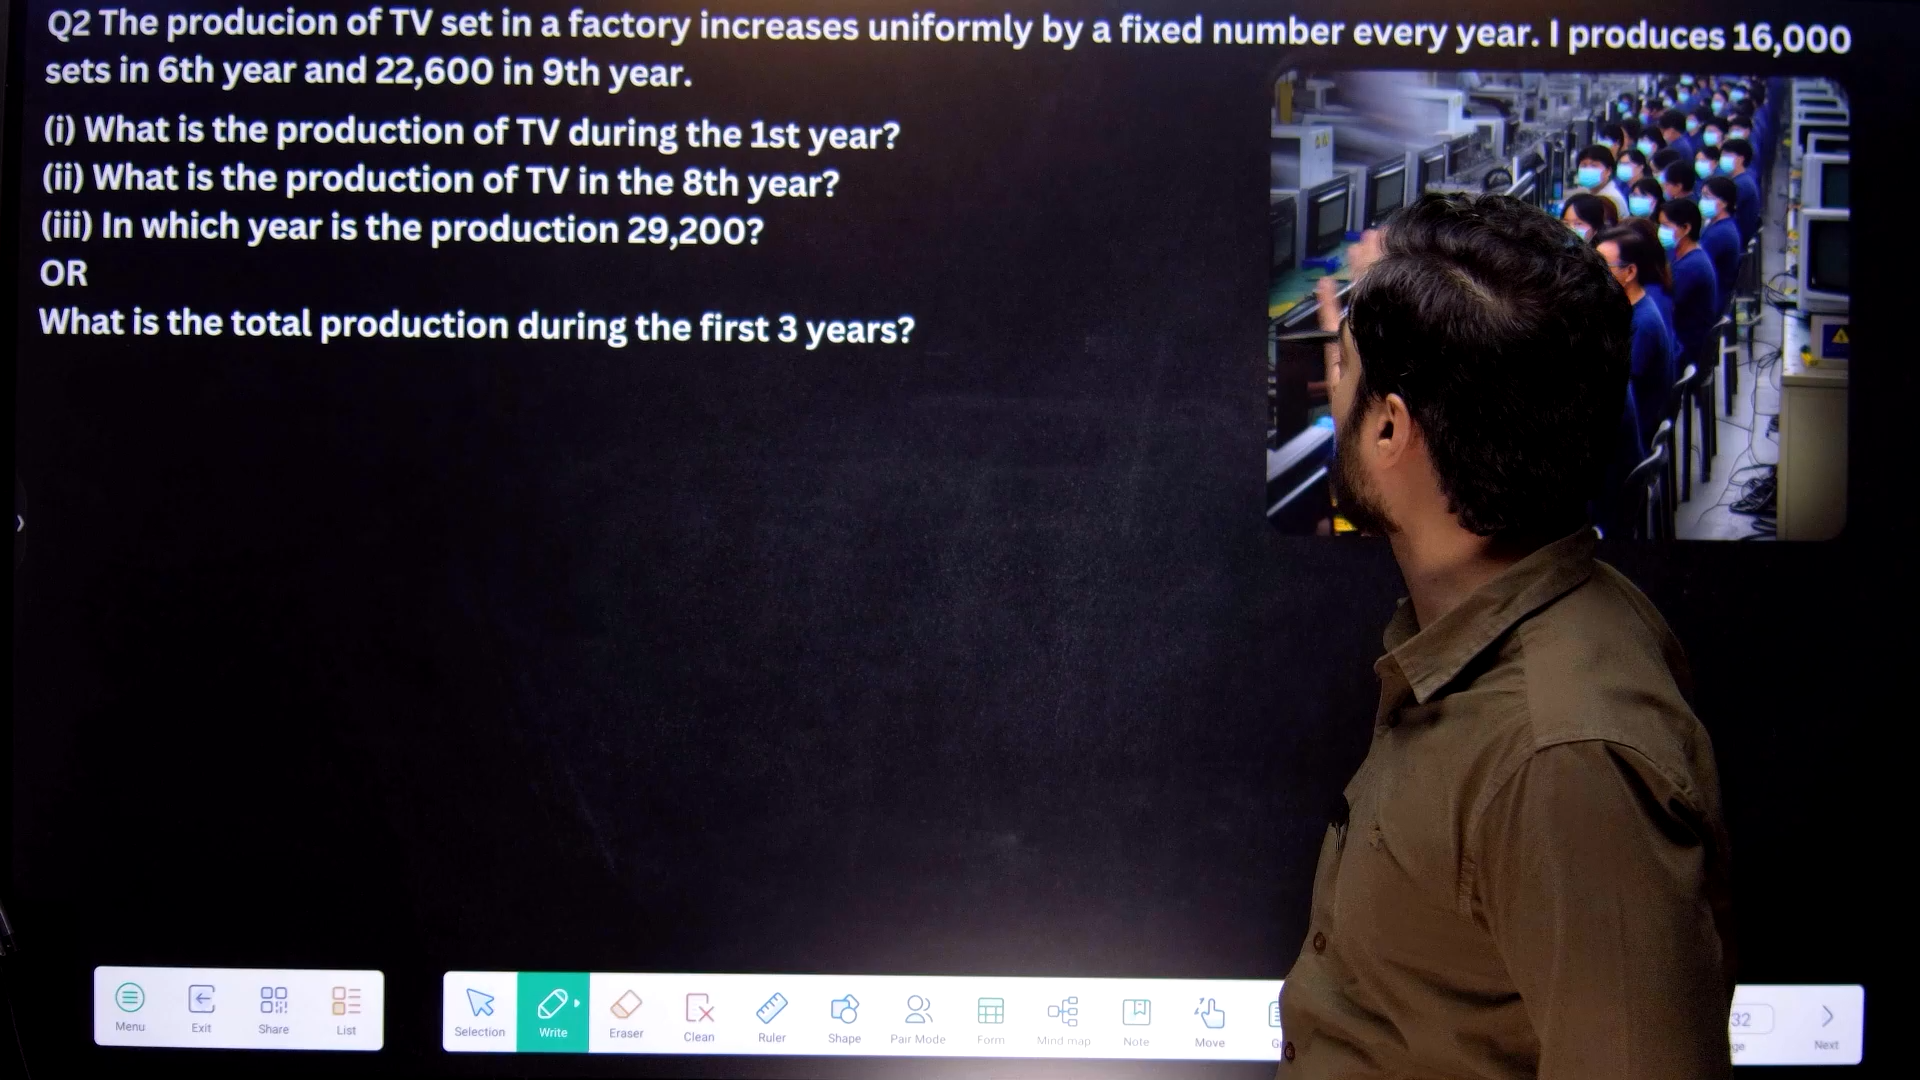 Q2 The producion of TV set in a factory increases uniformly by a fixed number every year. I produces 16,000
sets in 6th year and 22,600 in 9th year.
(i) What is the production of TV during the 1st year?
(ii) What is the production of TV in the 8th year?
(iii) In which year is the production 29,200?
OR
What is the total production during the first 3 years?
Menu Exit Share List
Selection Write Eraser Clean Ruler Shape Pair Mode Form Mind map Note Move
32
Next